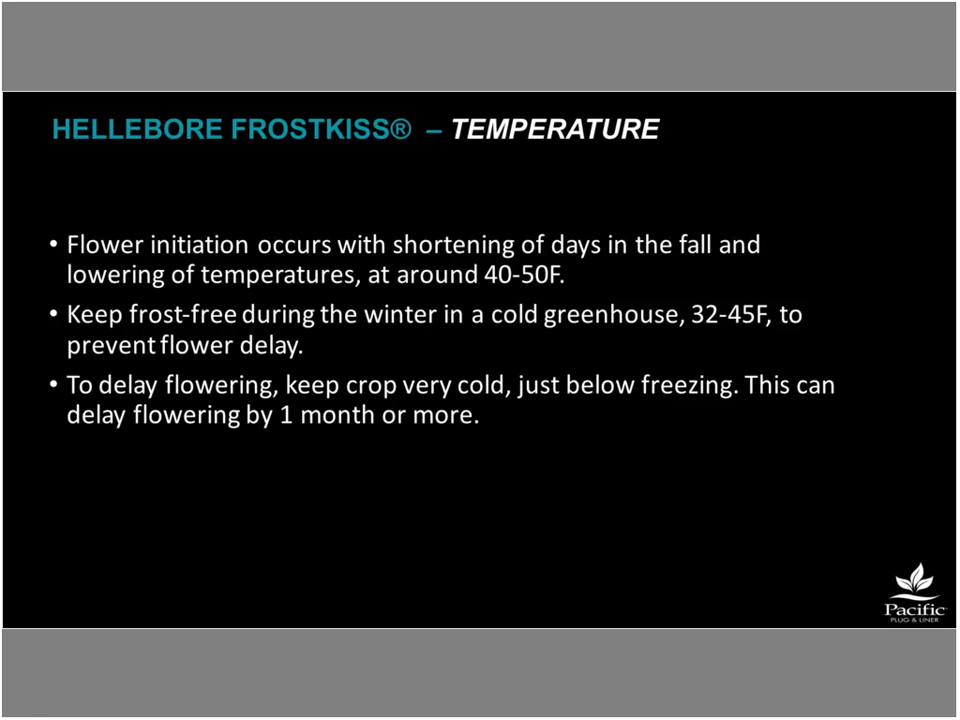 HELLEBORE FROSTKISS® – TEMPERATURE
• Flower initiation occurs with shortening of days in the fall and
lowering of temperatures, at around 40-50F.
• Keep frost-free during the winter in a cold greenhouse, 32-45F, to
prevent flower delay.
• To delay flowering, keep crop very cold, just below freezing. This can
delay flowering by 1 month or more.
Pacific
PLUG & LINER